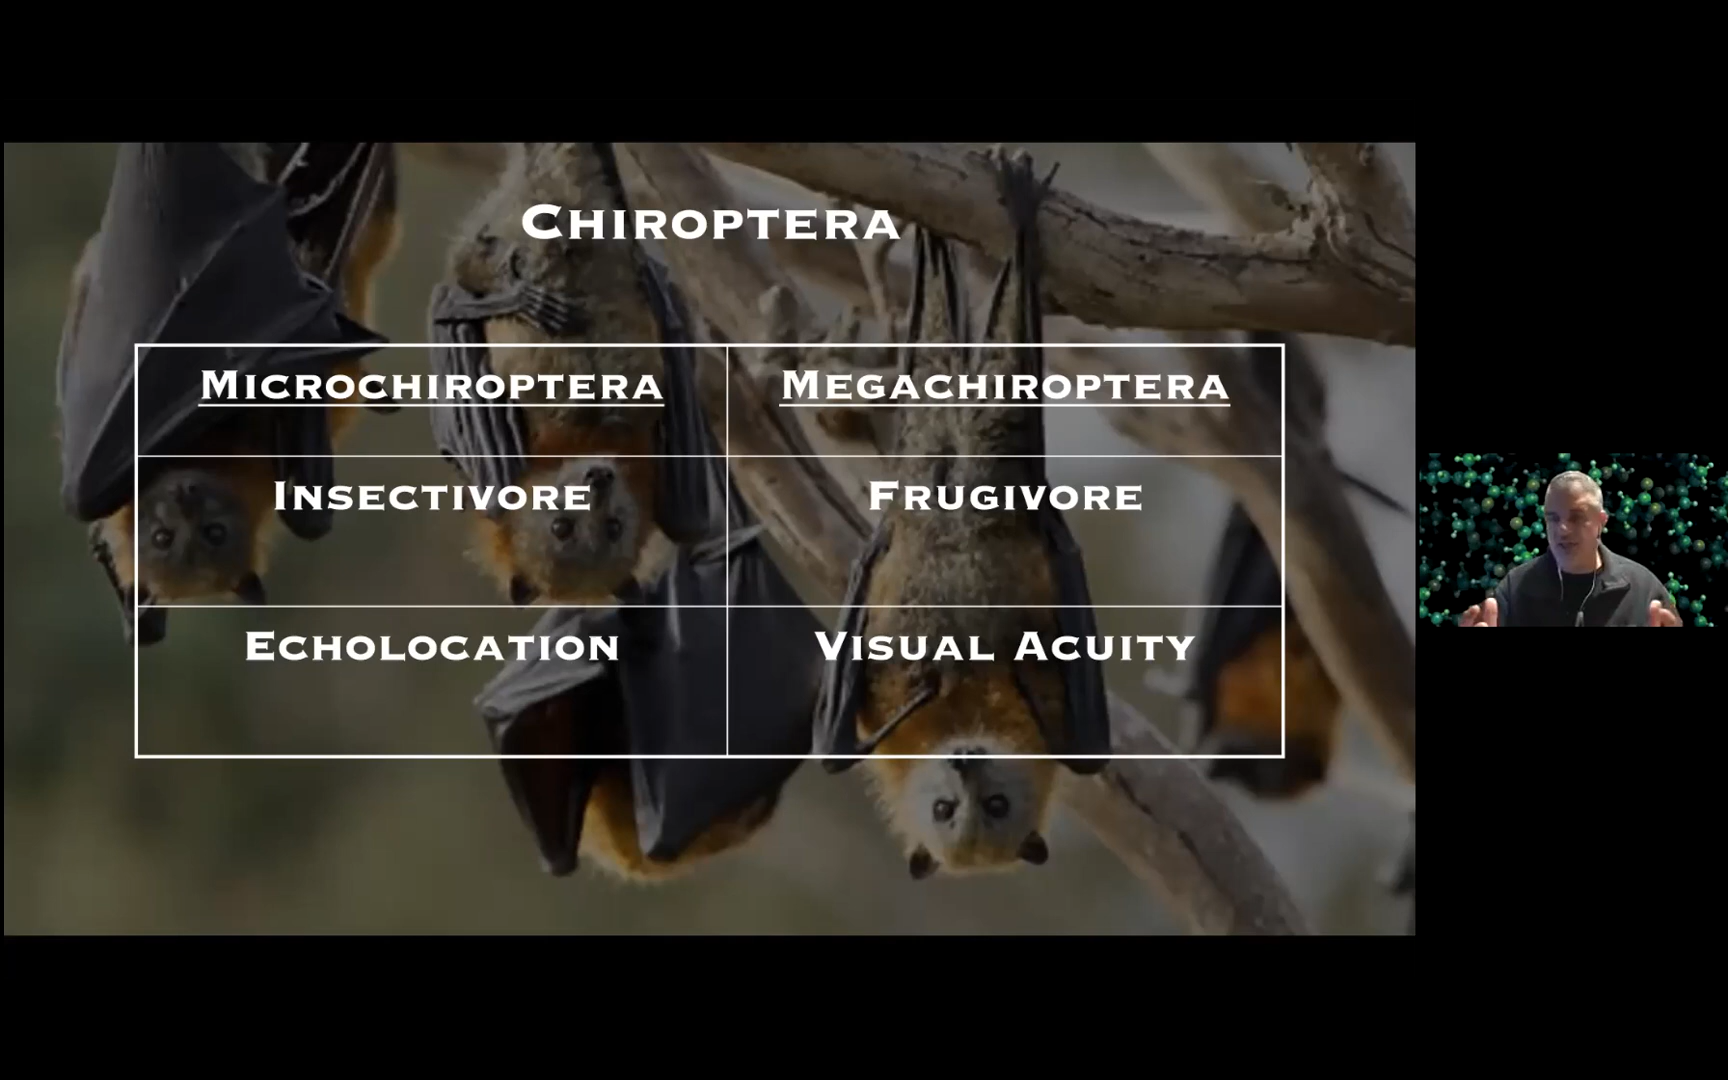 Chiroptera
Microchiroptera
Megachiroptera
Insectivore
Frugivore
Echolocation
Visual Acuity